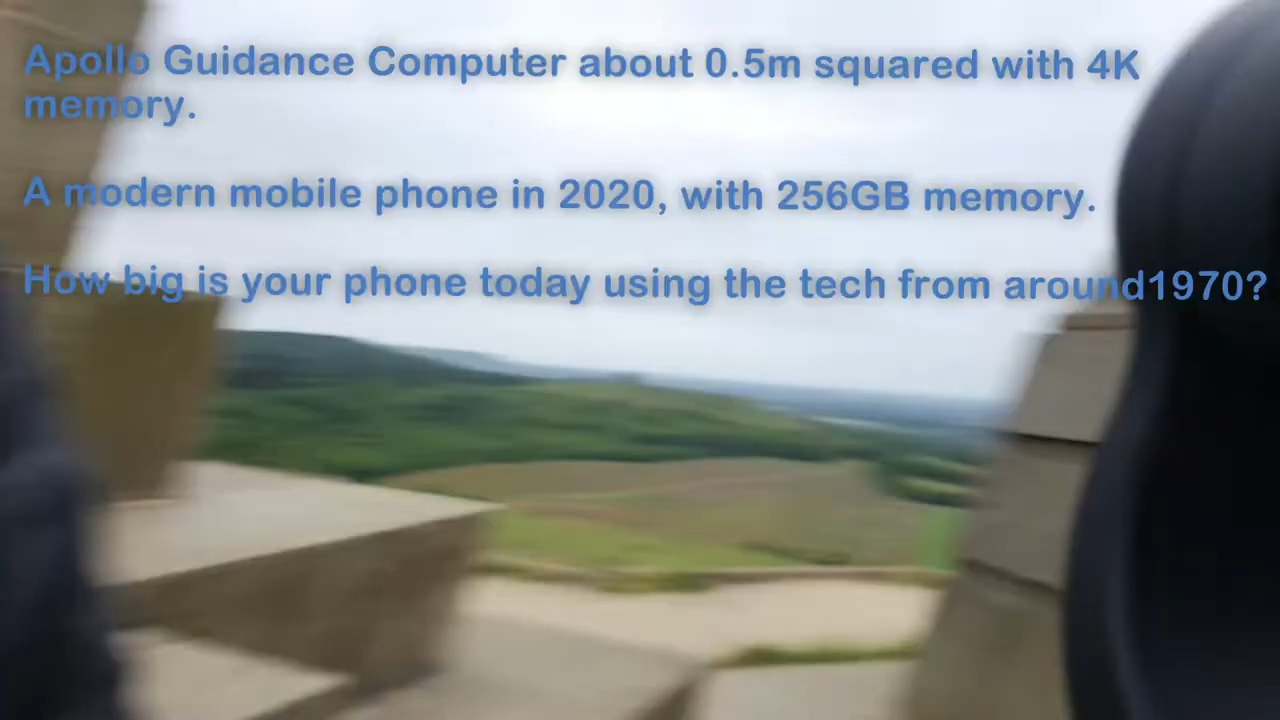 Apollo Guidance Computer about 0.5m squared with 4K
memory.
A modern mobile phone in 2020, with 256GB memory.
How big is your phone today using the tech from around1970?